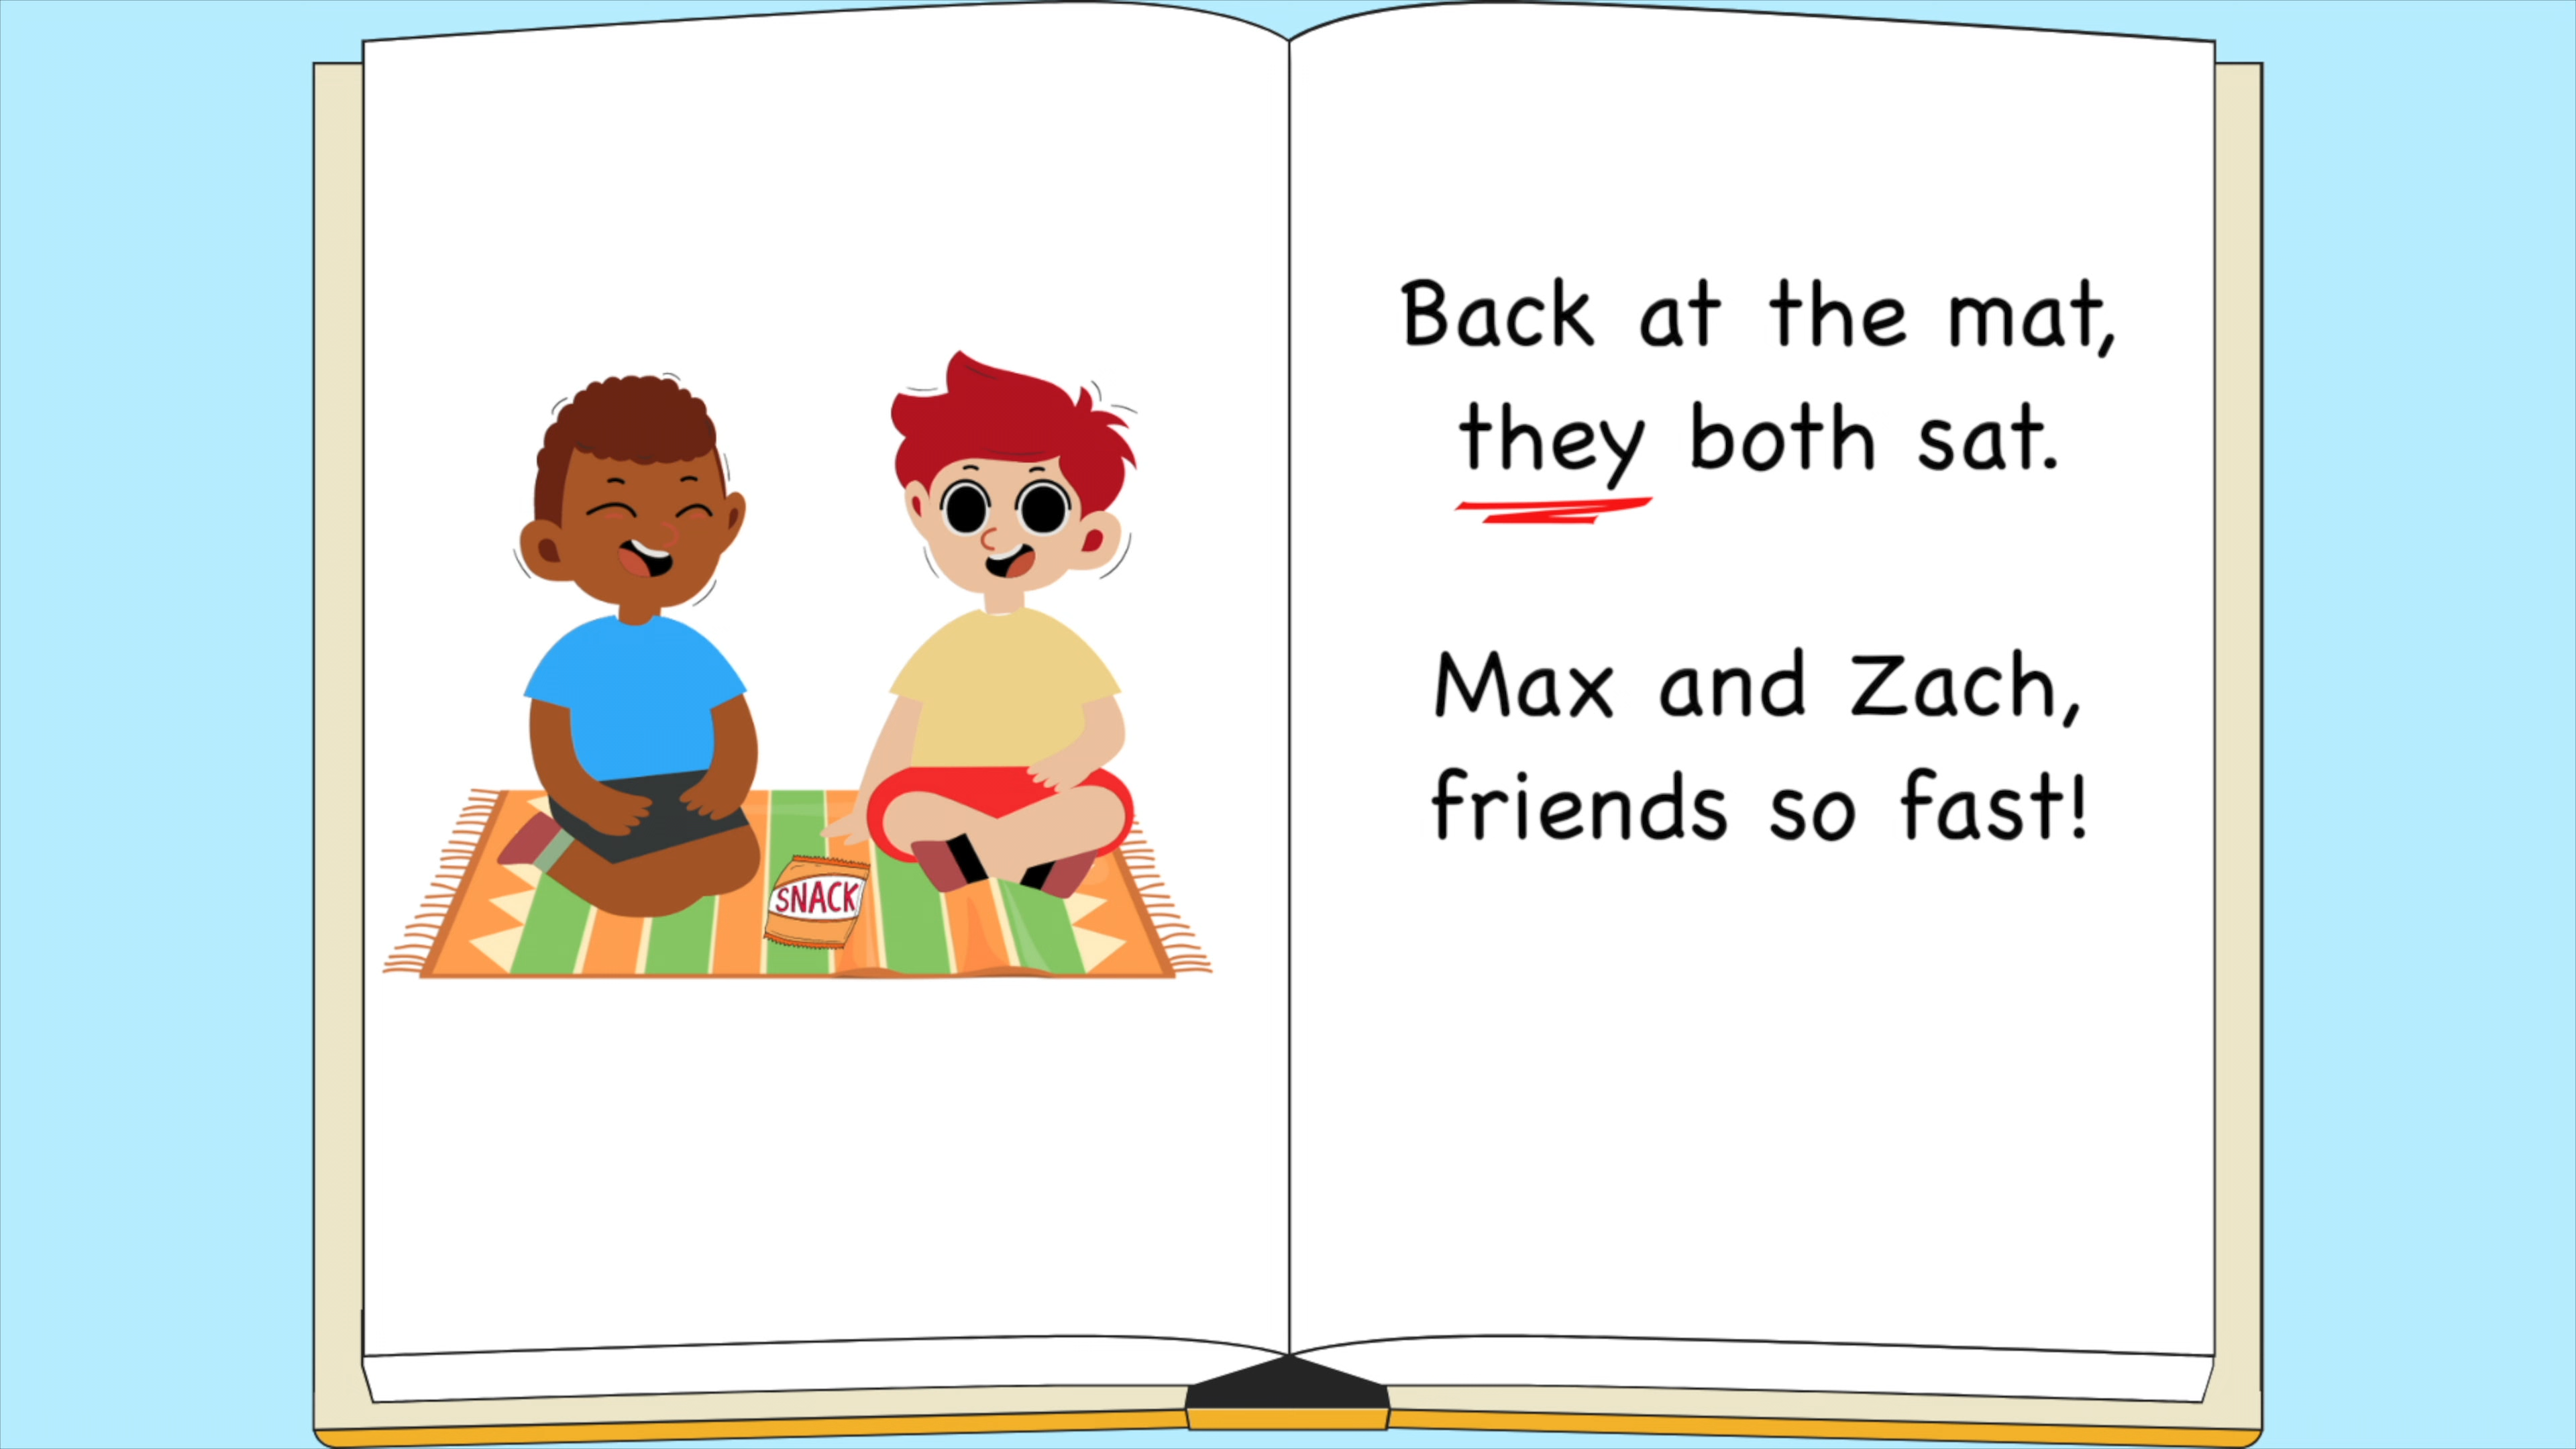 SNACK
Back at the mat,
they both sat.
Max and Zach,
friends so fast!